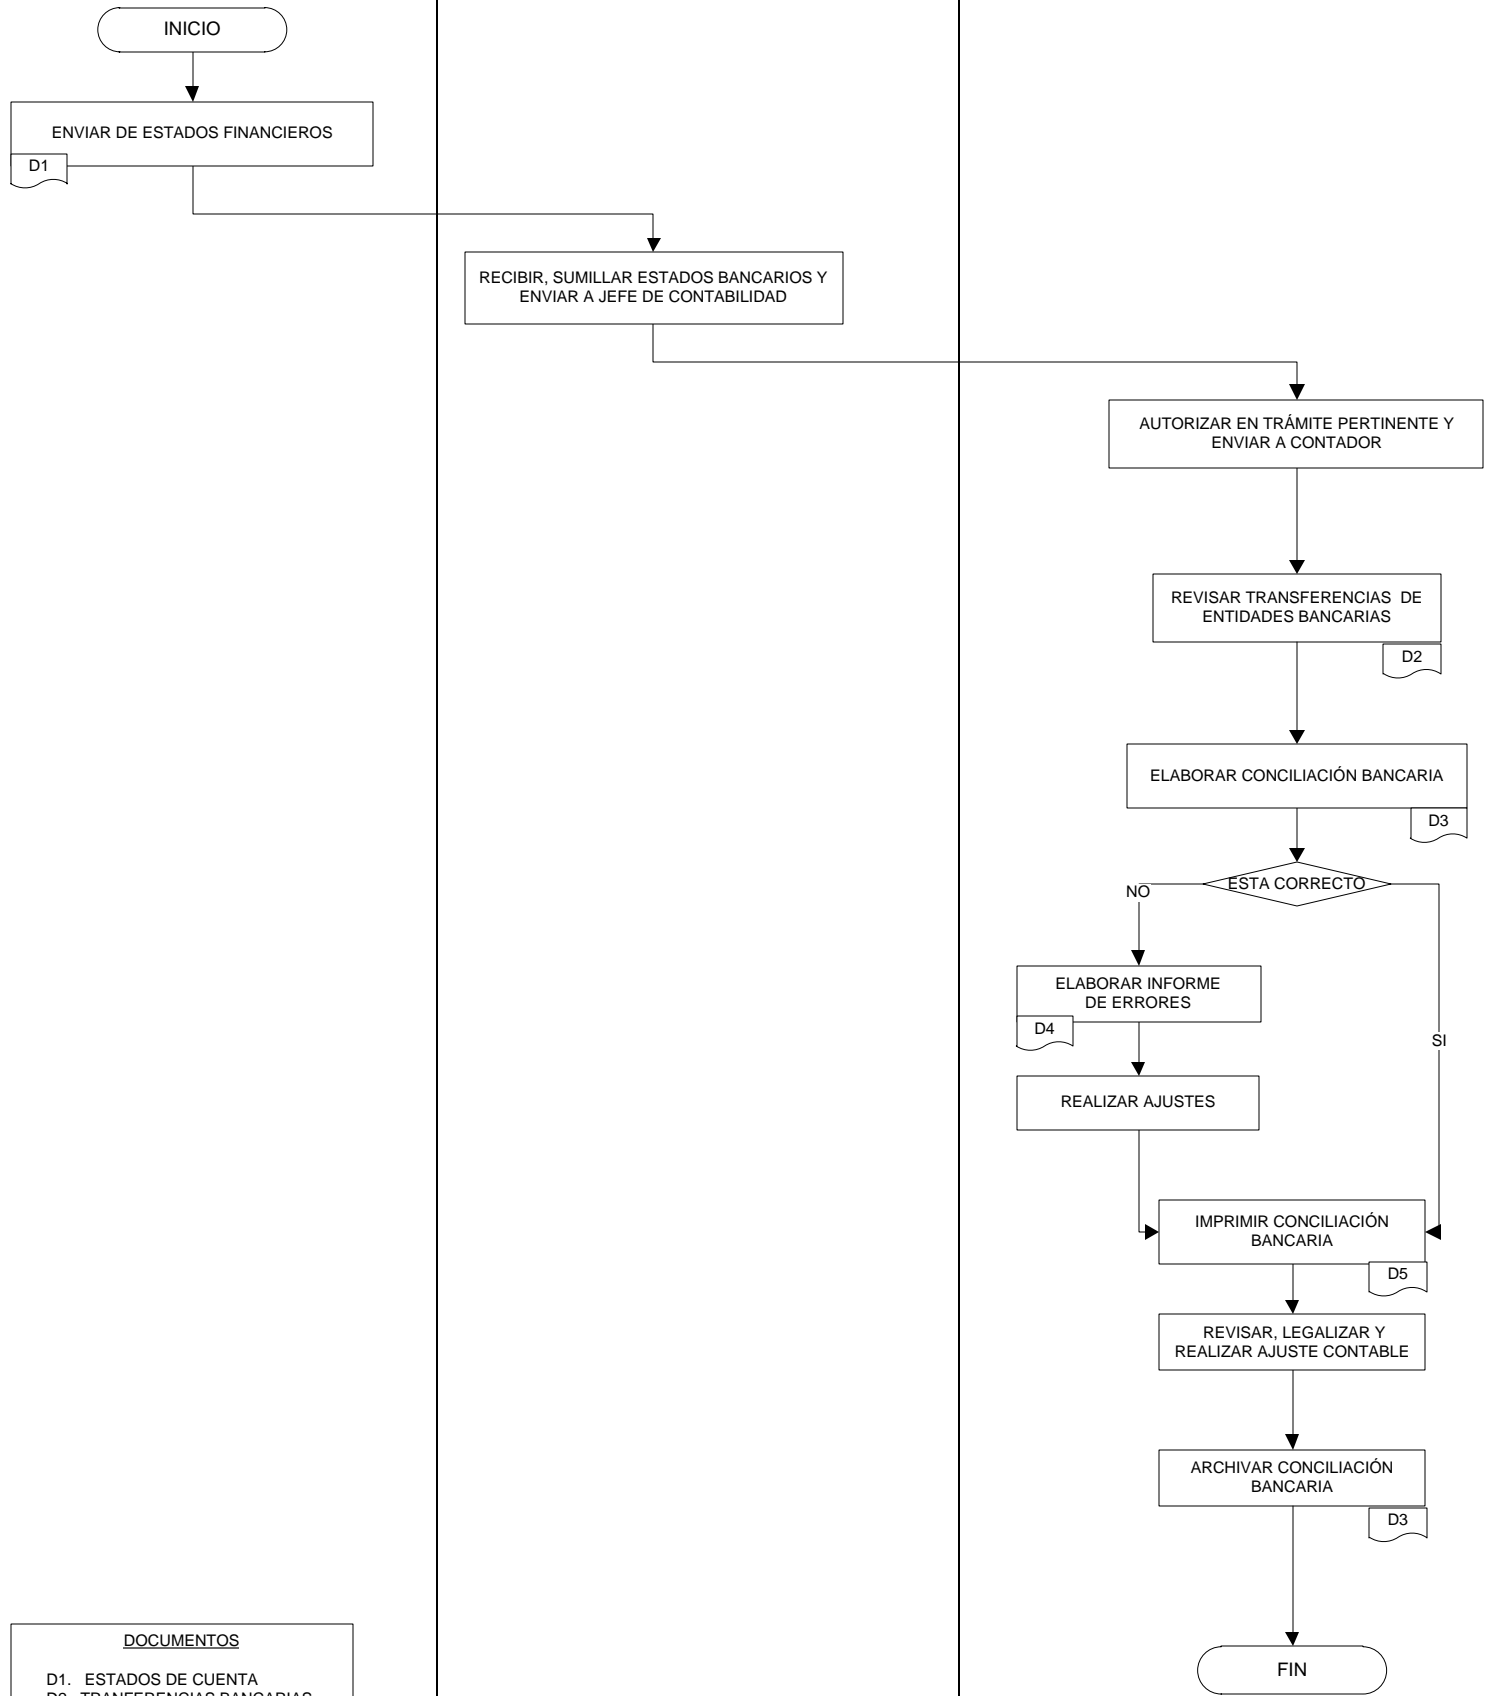 INICIO
ENVIAR DE ESTADOS FINANCIEROS
D1
RECIBIR, SUMILLAR ESTADOS BANCARIOS Y
ENVIAR A JEFE DE CONTABILIDAD
AUTORIZAR EN TRÁMITE PERTINENTE Y
ENVIAR A CONTADOR
REVISAR TRANSFERENCIAS DE
ENTIDADES BANCARIAS
D2
ELABORAR CONCILIACIÓN BANCARIA
D3
ESTA CORRECTO
NO
ELABORAR INFORME
DE ERRORES
D4
SI
REALIZAR AJUSTES
IMPRIMIR CONCILIACIÓN
BANCARIA
D5
REVISAR, LEGALIZAR Y
REALIZAR AJUSTE CONTABLE
ARCHIVAR CONCILIACIÓN
BANCARIA
D3
FIN
DOCUMENTOS
D1. ESTADOS DE CUENTA
D2. TRANFERENCIAS BANCARIAS